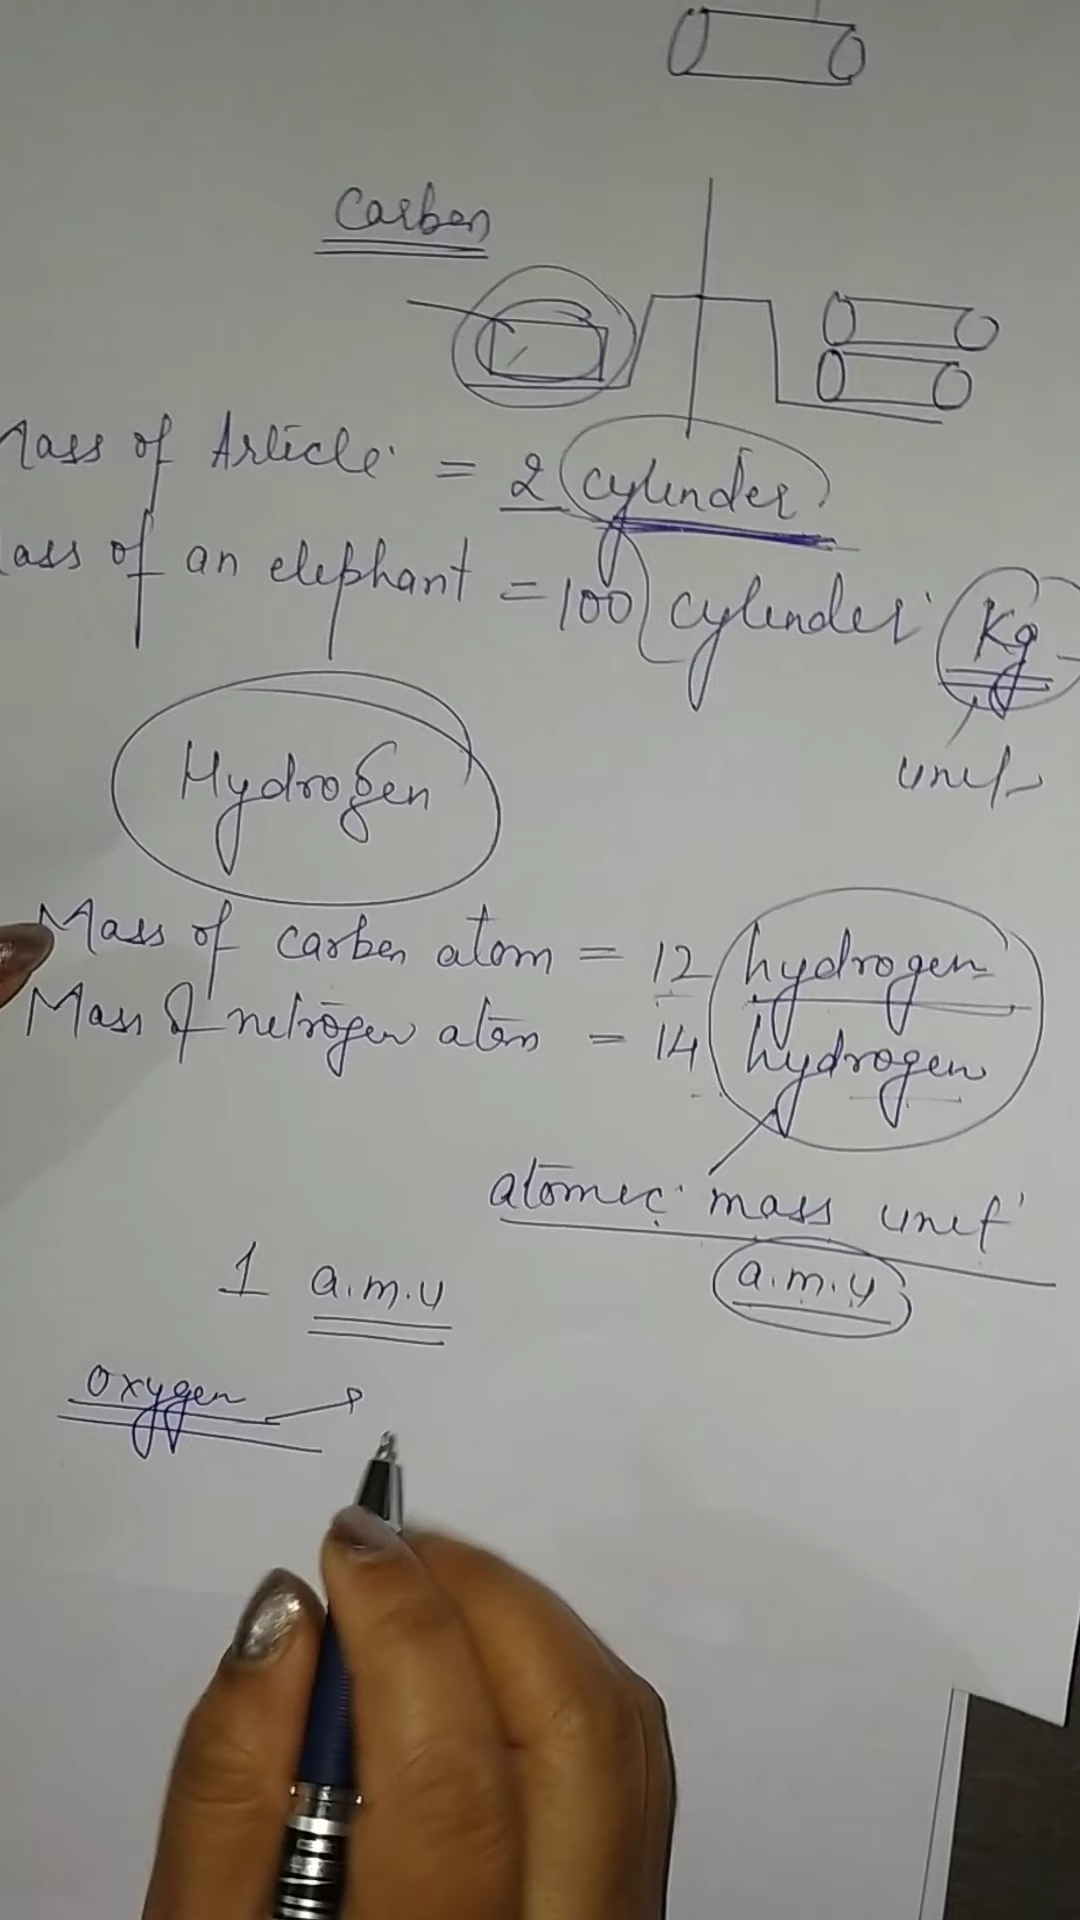 Carbon
Mass of Article = 2 cylinder
ass of an elephant = 100 cylinder Kg
unit
Hydrogen
Mass of carbon atom = 12 hydrogen
Mass of nitrogen atom = 14 hydrogen
atomic mass unit
a.m.u
1 a.m.u
oxygen